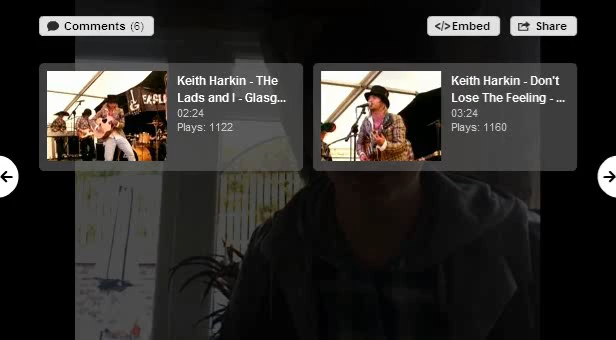 Comments (6)
</>Embed
Share
Keith Harkin - THe
Lads and I - Glasg...
02:24
Plays: 1122
Keith Harkin - Don't
Lose The Feeling - ...
03:24
Plays: 1160